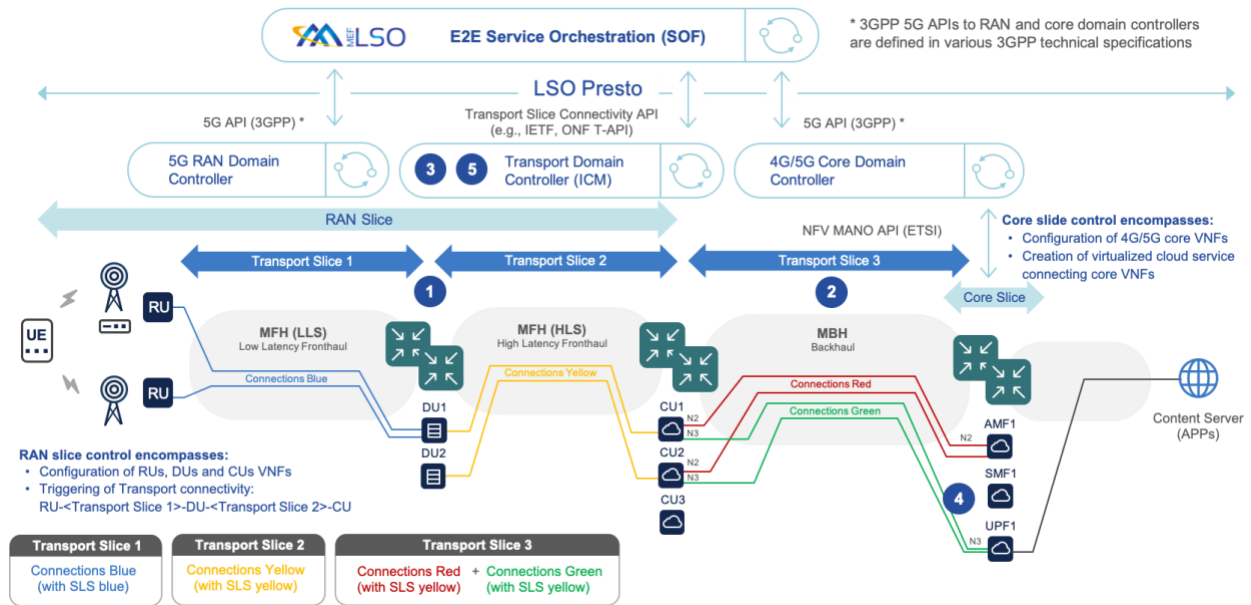 MEF LSO
E2E Service Orchestration (SOF)
* 3GPP 5G APIs to RAN and core domain controllers
are defined in various 3GPP technical specifications
LSO Presto
5G API (3GPP) *
Transport Slice Connectivity API
(e.g., IETF, ONF T-API)
5G API (3GPP) *
5G RAN Domain
Controller
3
5
Transport Domain
Controller (ICM)
4G/5G Core Domain
Controller
RAN Slice
NFV MANO API (ETSI)
Core slide control encompasses:
• Configuration of 4G/5G core VNFs
• Creation of virtualized cloud service
connecting core VNFs
Transport Slice 1
Transport Slice 2
Transport Slice 3
1
2
Core Slice
UE
RU
RU
MFH (LLS)
Low Latency Fronthaul
MFH (HLS)
High Latency Fronthaul
MBH
Backhaul
Connections Blue
Connections Yellow
Connections Red
Connections Green
DU1
DU2
CU1
N2
N3
CU2
N2
N3
CU3
N2
AMF1
SMF1
4
N3
UPF1
Content Server
(APPs)
RAN slice control encompasses:
• Configuration of RUs, DUs and CUs VNFs
• Triggering of Transport connectivity:
RU-<Transport Slice 1>-DU-<Transport Slice 2>-CU
Transport Slice 1
Connections Blue
(with SLS blue)
Transport Slice 2
Connections Yellow
(with SLS yellow)
Transport Slice 3
Connections Red + Connections Green
(with SLS yellow) (with SLS yellow)